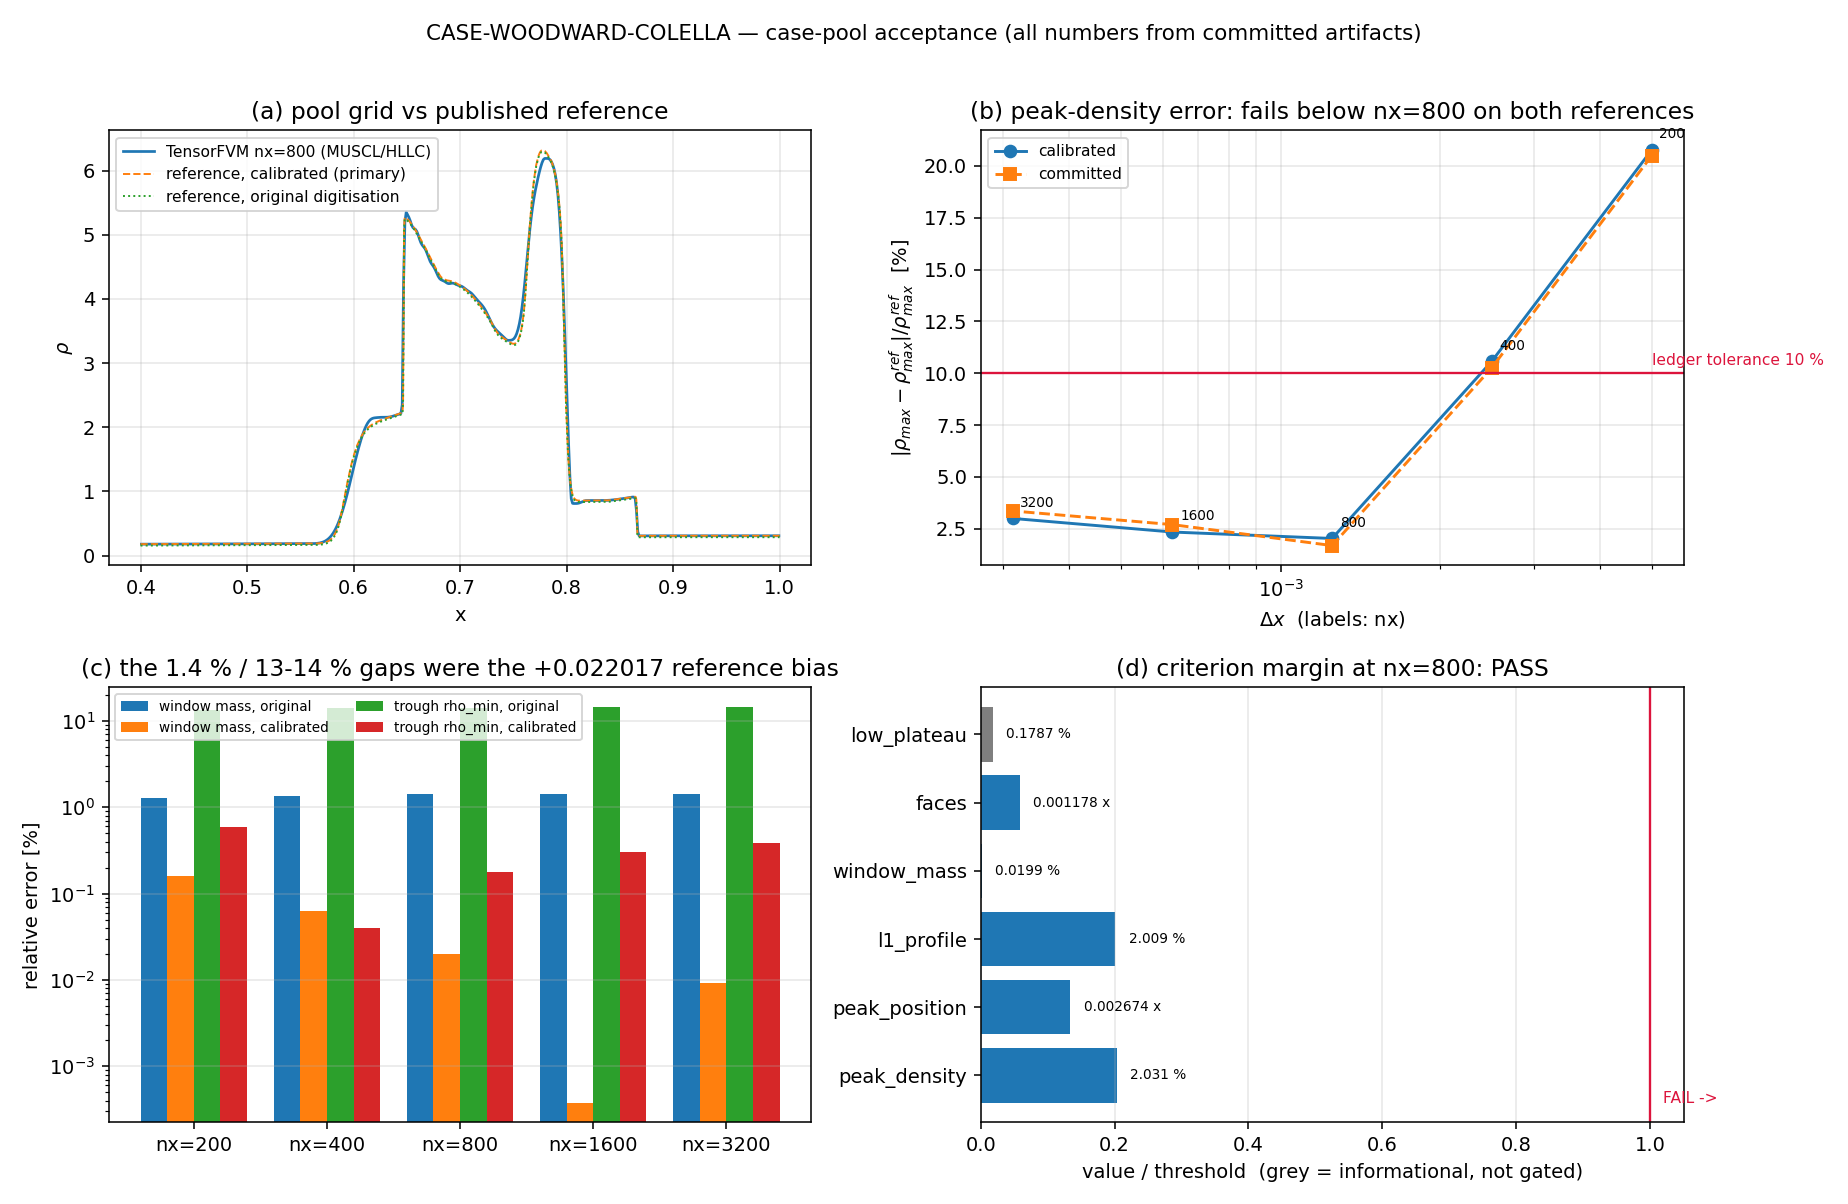 CASE-WOODWARD-COLELLA — case-pool acceptance (all numbers from committed artifacts)
(a) pool grid vs published reference
TensorFVM nx=800 (MUSCL/HLLC)
reference, calibrated (primary)
reference, original digitisation
ρ
6
5
4
3
2
1
0
0.4
0.5
0.6
0.7
0.8
0.9
1.0
x
(b) peak-density error: fails below nx=800 on both references
calibrated
committed
|ρmax − ρmax^ref|/ρmax^ref [%]
20.0
17.5
15.0
12.5
10.0
7.5
5.0
2.5
200
400
ledger tolerance 10 %
3200
1600
800
10⁻³
Δx (labels: nx)
(c) the 1.4 % / 13-14 % gaps were the +0.022017 reference bias
window mass, original
window mass, calibrated
trough rho_min, original
trough rho_min, calibrated
relative error [%]
10¹
10⁰
10⁻¹
10⁻²
10⁻³
nx=200
nx=400
nx=800
nx=1600
nx=3200
(d) criterion margin at nx=800: PASS
low_plateau
0.1787 %
faces
0.001178 x
window_mass
0.0199 %
l1_profile
2.009 %
peak_position
0.002674 x
peak_density
2.031 %
FAIL ->
0.0
0.2
0.4
0.6
0.8
1.0
value / threshold (grey = informational, not gated)